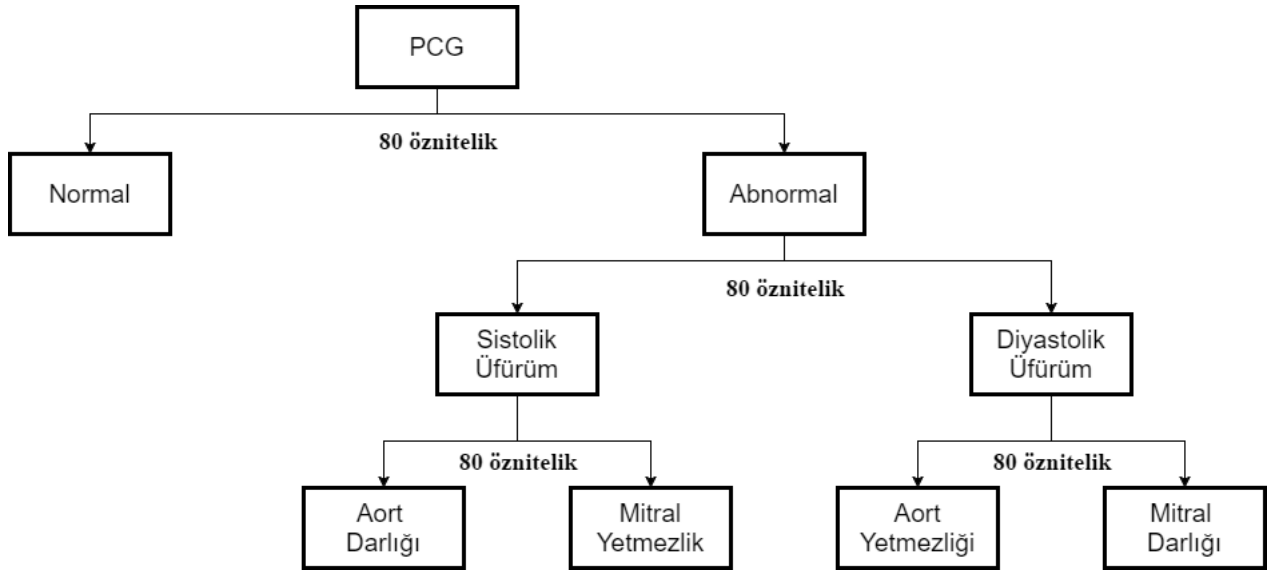 PCG
80 öznitelik
Normal
Abnormal
80 öznitelik
Sistolik
Üfürüm
Diyastolik
Üfürüm
80 öznitelik
80 öznitelik
Aort
Darlığı
Mitral
Yetmezlik
Aort
Yetmezliği
Mitral
Darlığı